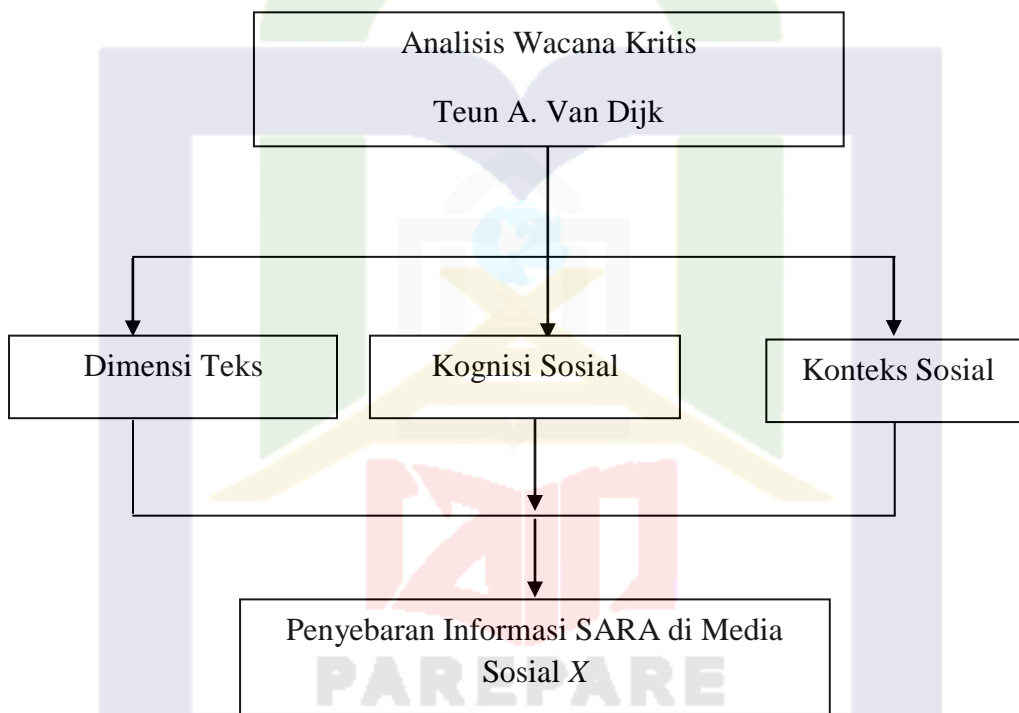 Analisis Wacana Kritis
Teun A. Van Dijk
Dimensi Teks
Kognisi Sosial
Konteks Sosial
Penyebaran Informasi SARA di Media
Sosial X
PAREPARE